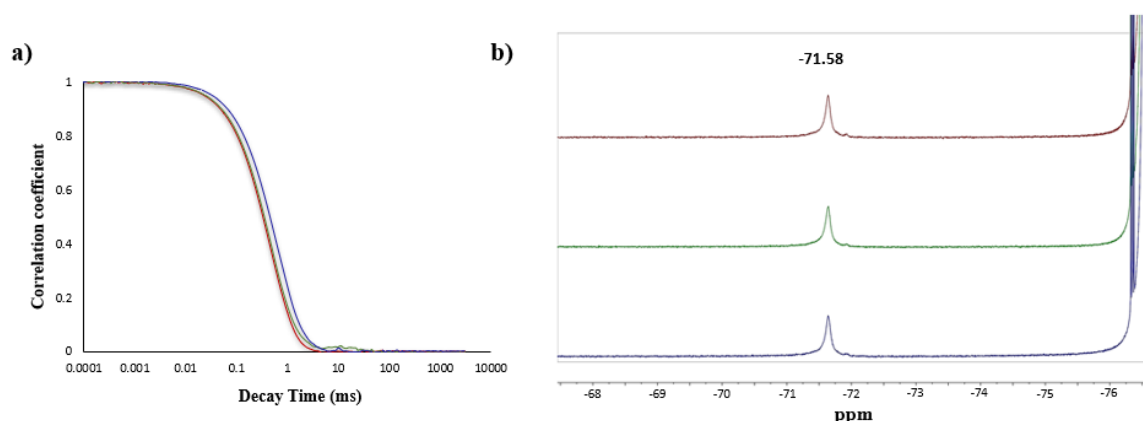 a)
Correlation coefficient
1
0.8
0.6
0.4
0.2
0
0.0001 0.001 0.01 0.1 1 10 100 1000 10000
Decay Time (ms)
b)
-71.58
-68 -69 -70 -71 -72 -73 -74 -75 -76
ppm